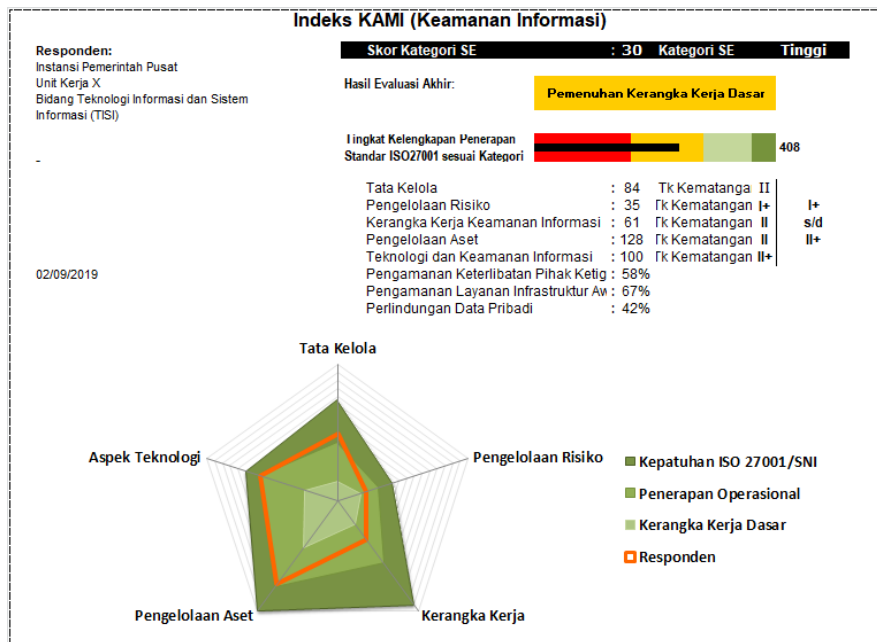 Indeks KAMI (Keamanan Informasi)
Responden:
Instansi Pemerintah Pusat
Unit Kerja X
Bidang Teknologi Informasi dan Sistem
Informasi (TISI)
-
02/09/2019
Skor Kategori SE : 30 Kategori SE Tinggi
Hasil Evaluasi Akhir:
Pemenuhan Kerangka Kerja Dasar
Tingkat Kelengkapan Penerapan
Standar ISO27001 sesuai Kategori
408
Tata Kelola : 84 Tk Kematanga II
Pengelolaan Risiko : 35 Tk Kematangan I+ I+
Kerangka Kerja Keamanan Informasi : 61 Tk Kematangan II s/d
Pengelolaan Aset : 128 Tk Kematangan II II+
Teknologi dan Keamanan Informasi : 100 Tk Kematangan II+
Pengamanan Keterlibatan Pihak Ketig : 58%
Pengamanan Layanan Infrastruktur Aw : 67%
Perlindungan Data Pribadi : 42%
Tata Kelola
Aspek Teknologi
Pengelolaan Risiko
Pengelolaan Aset
Kerangka Kerja
Kepatuhan ISO 27001/SNI
Penerapan Operasional
Kerangka Kerja Dasar
Responden